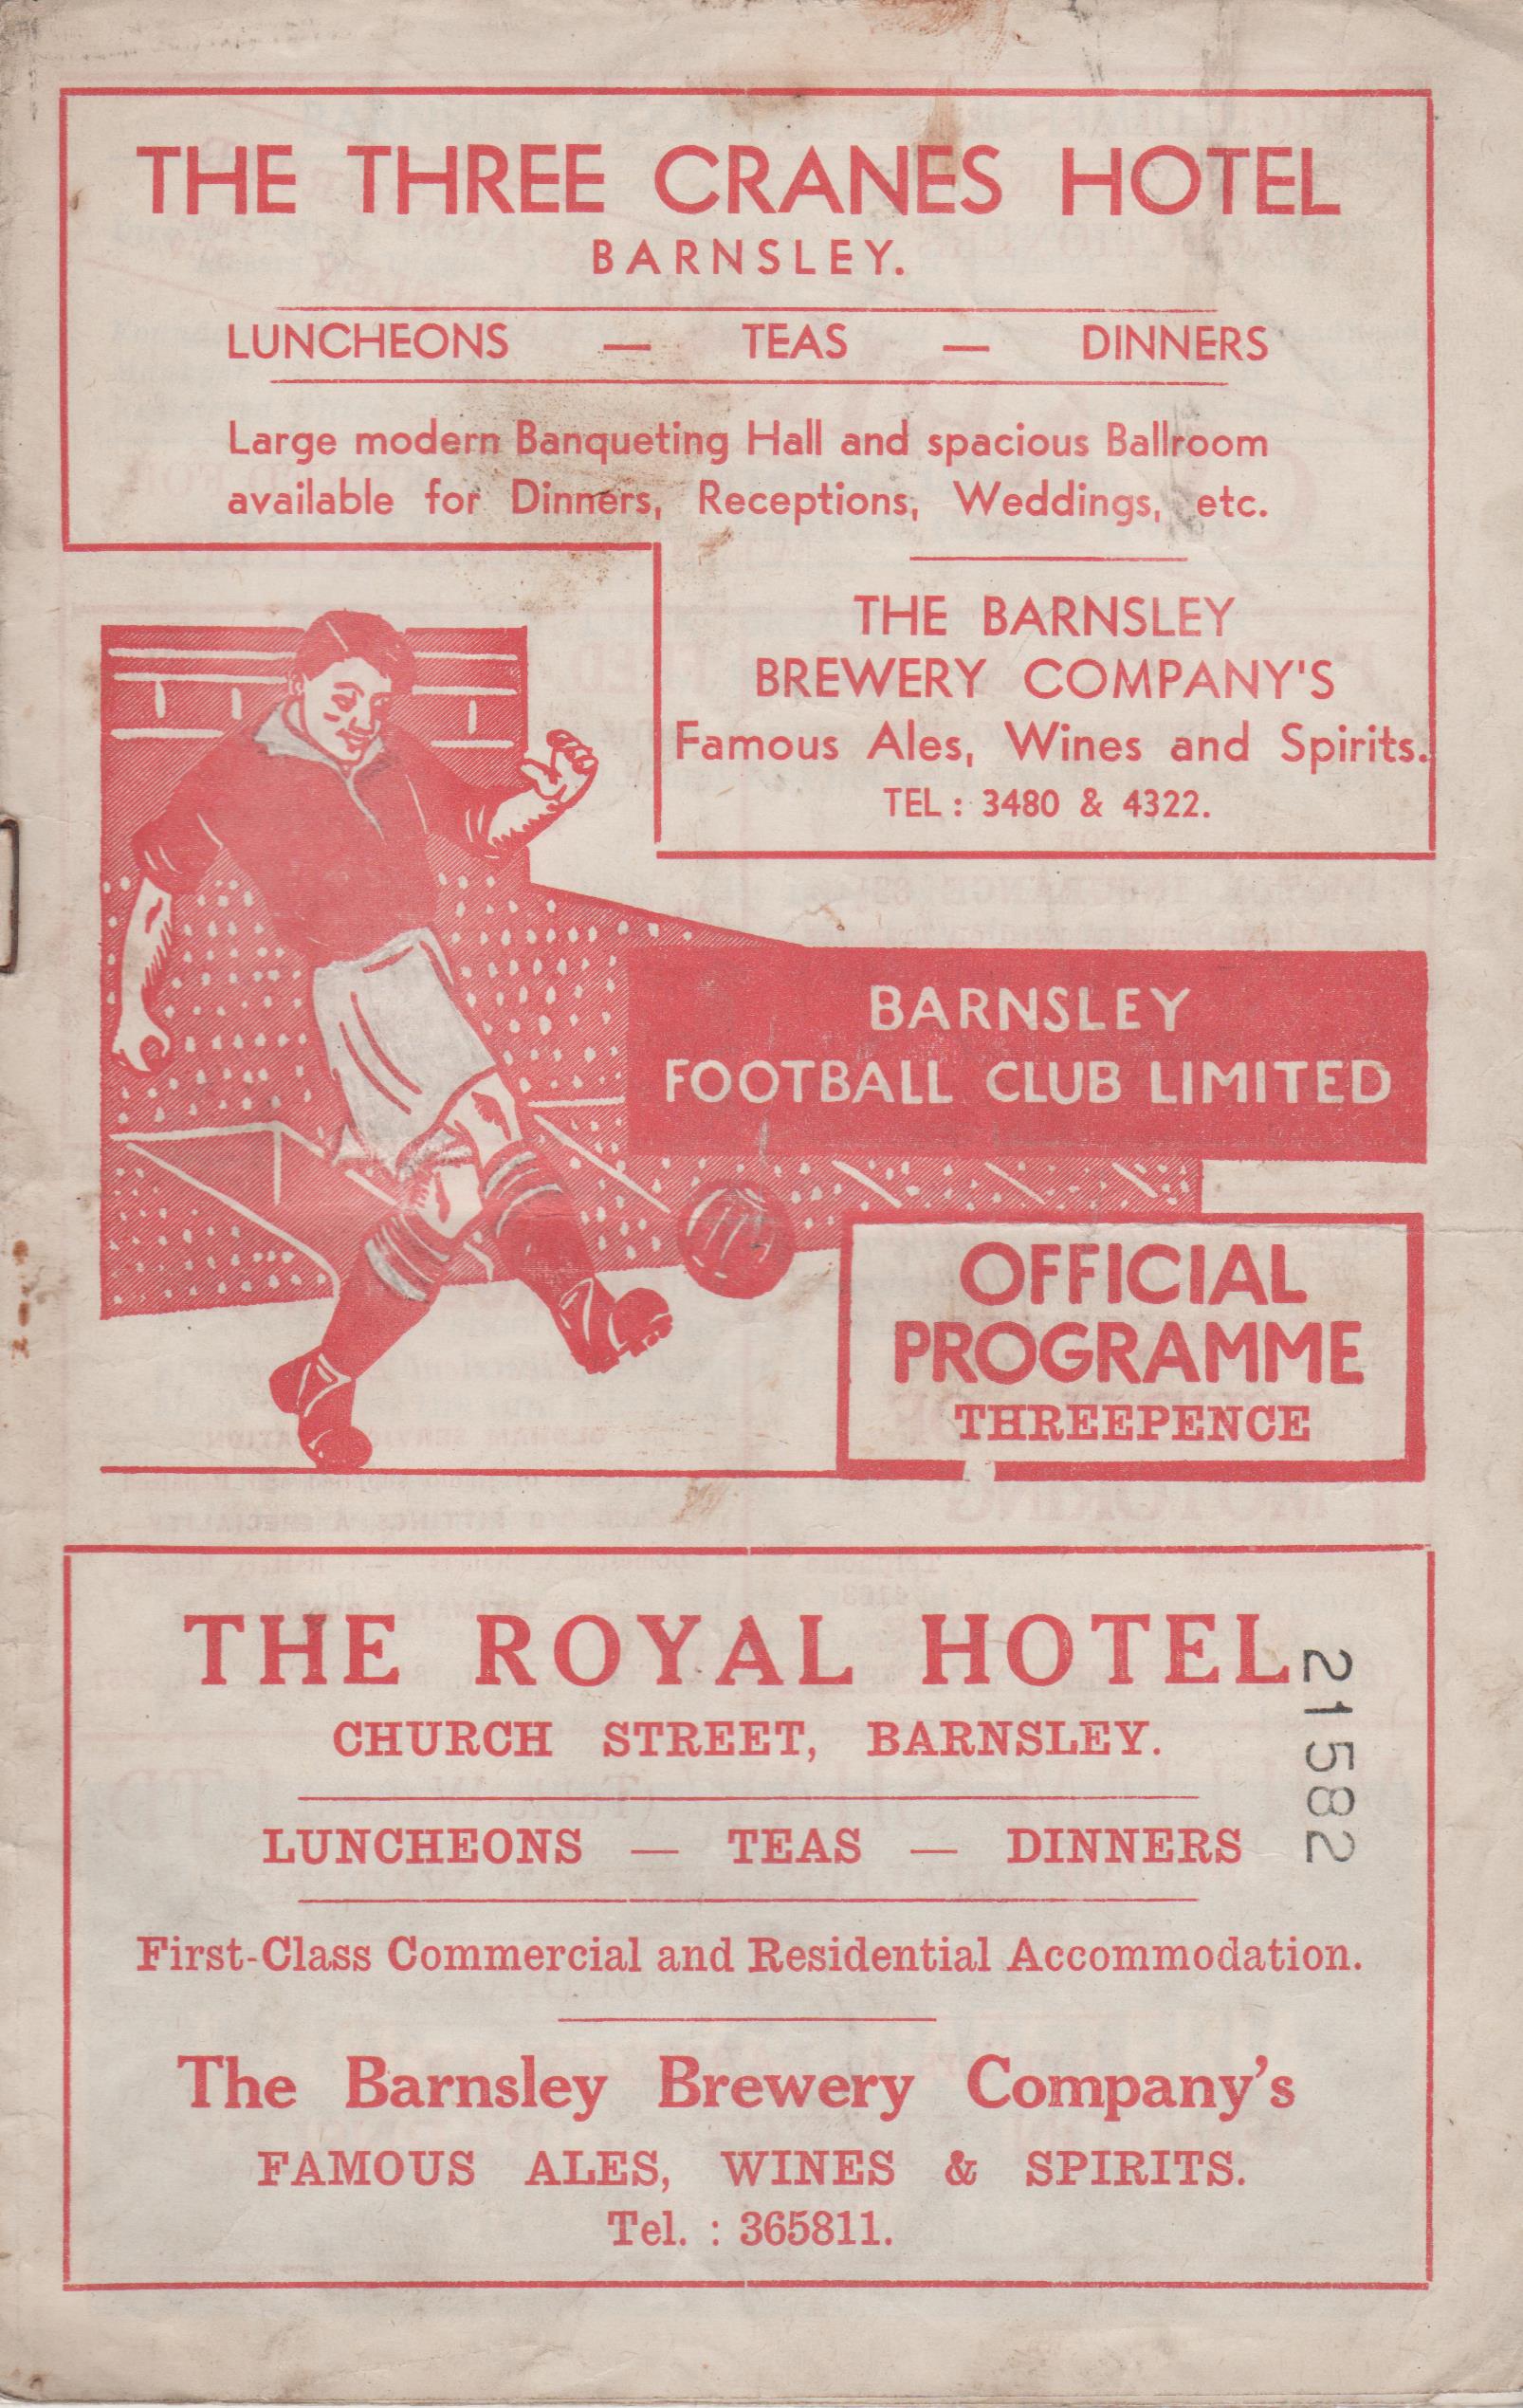 THE THREE CRANES HOTEL
BARNSLEY.
LUNCHEONS — TEAS — DINNERS
Large modern Banqueting Hall and spacious Ballroom
available for Dinners, Receptions, Weddings, etc.
THE BARNSLEY
BREWERY COMPANY'S
Famous Ales, Wines and Spirits.
TEL : 3480 & 4322.
BARNSLEY
FOOTBALL CLUB LIMITED
OFFICIAL
PROGRAMME
THREEPENCE
THE ROYAL HOTEL
CHURCH STREET, BARNSLEY.
LUNCHEONS — TEAS — DINNERS
First-Class Commercial and Residential Accommodation.
The Barnsley Brewery Company's
FAMOUS ALES, WINES & SPIRITS.
Tel. : 365811.
21582